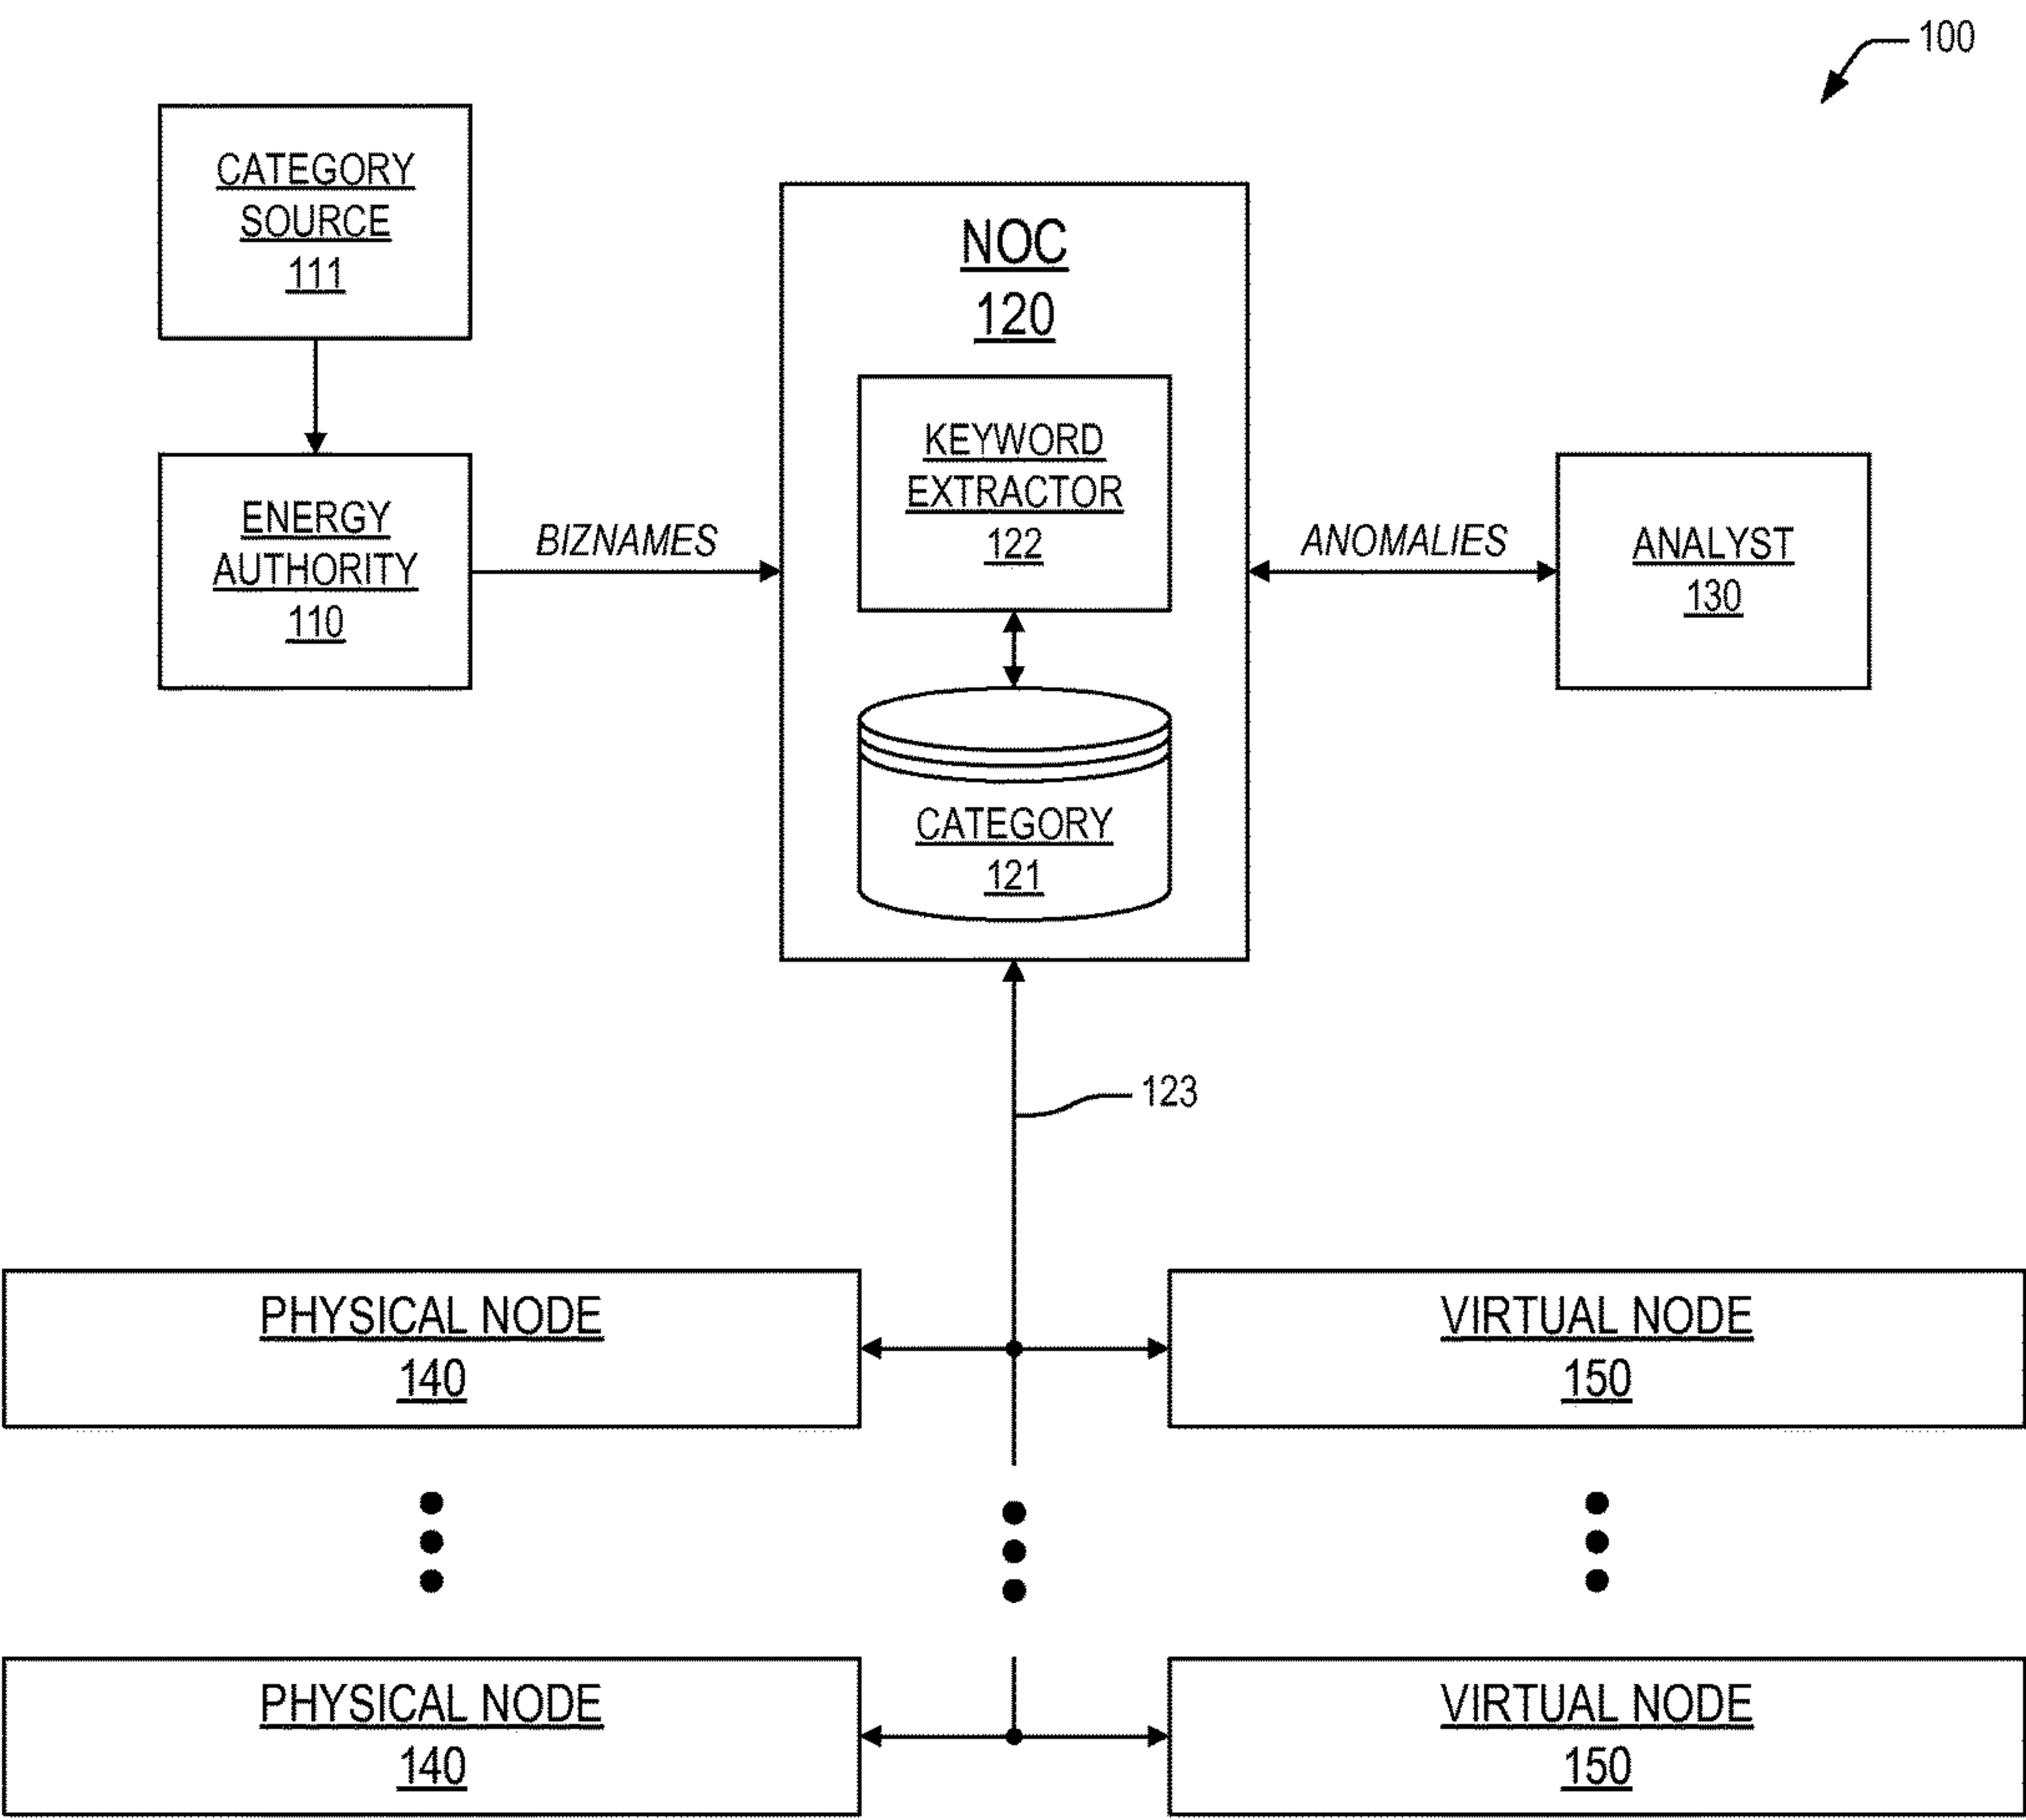 100
CATEGORY
SOURCE
111
NOC
120
KEYWORD
EXTRACTOR
122
ENERGY
AUTHORITY
110
BIZNAMES
ANOMALIES
ANALYST
130
CATEGORY
121
123
PHYSICAL NODE
140
VIRTUAL NODE
150
PHYSICAL NODE
140
VIRTUAL NODE
150